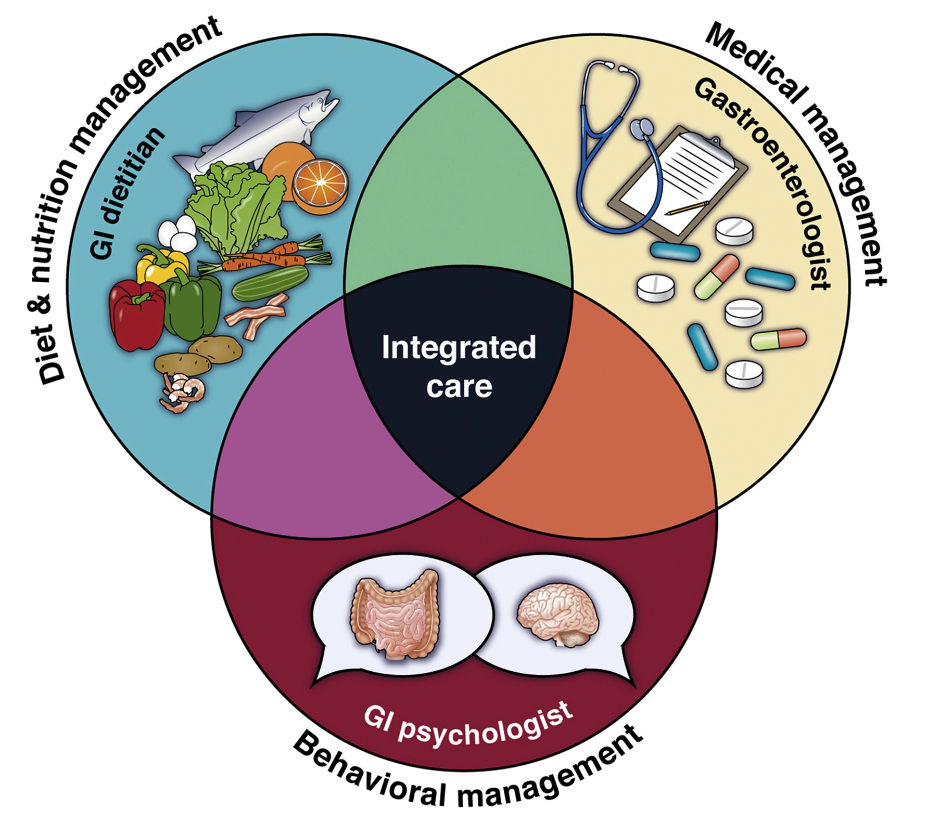 Diet & nutrition management
GI dietitian
Medical management
Gastroenterologist
Integrated
care
GI psychologist
Behavioral management